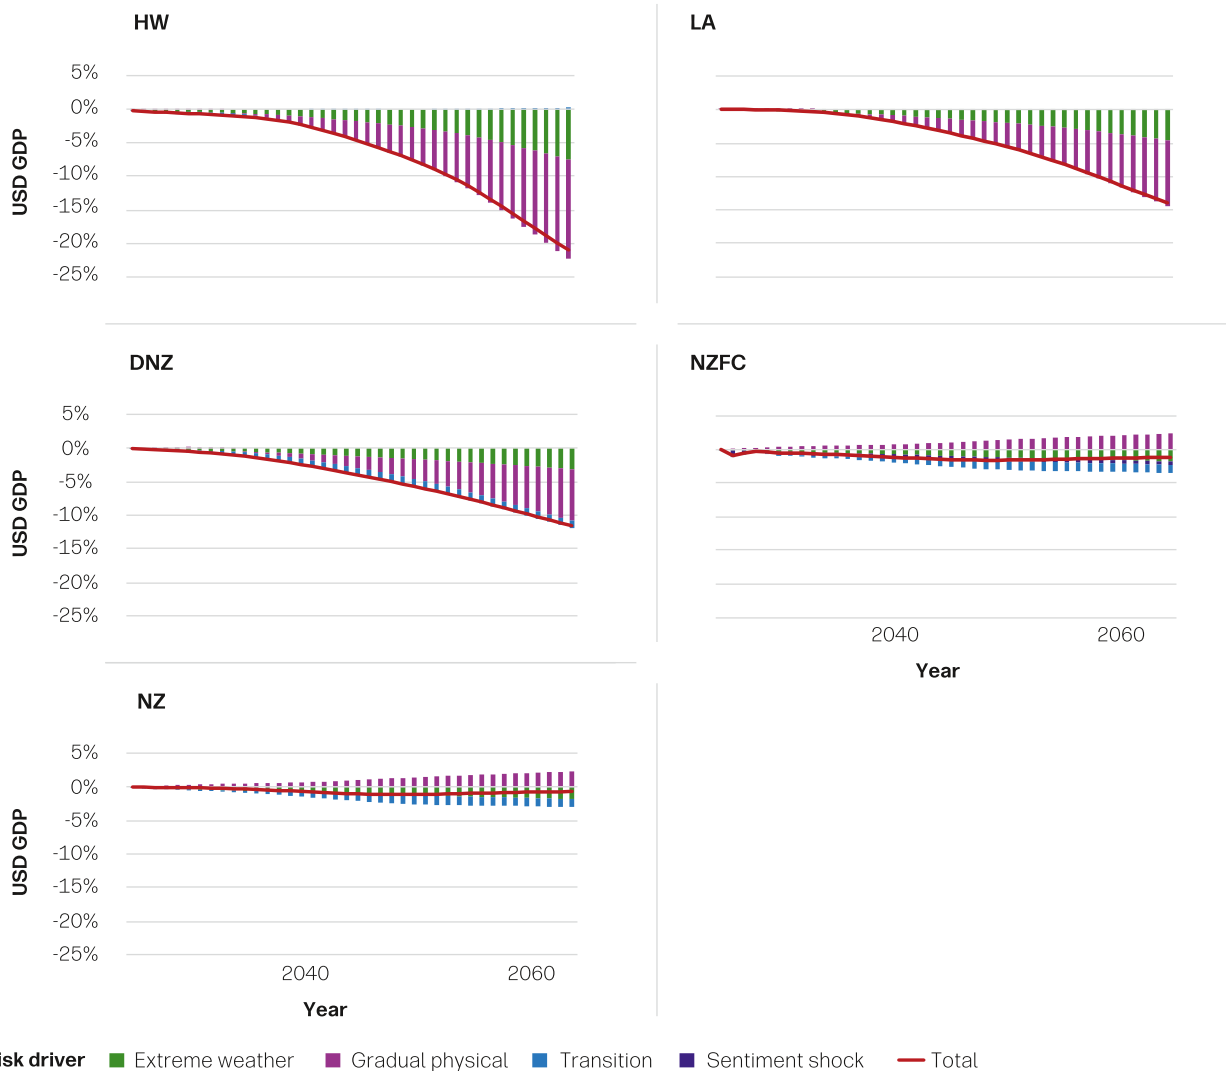 HW
LA
5%
0%
-5%
-10%
-15%
-20%
-25%
USD GDP
DNZ
NZFC
5%
0%
-5%
-10%
-15%
-20%
-25%
USD GDP
2040 2060
Year
NZ
5%
0%
-5%
-10%
-15%
-20%
-25%
USD GDP
2040 2060
Year
isk driver Extreme weather Gradual physical Transition Sentiment shock Total